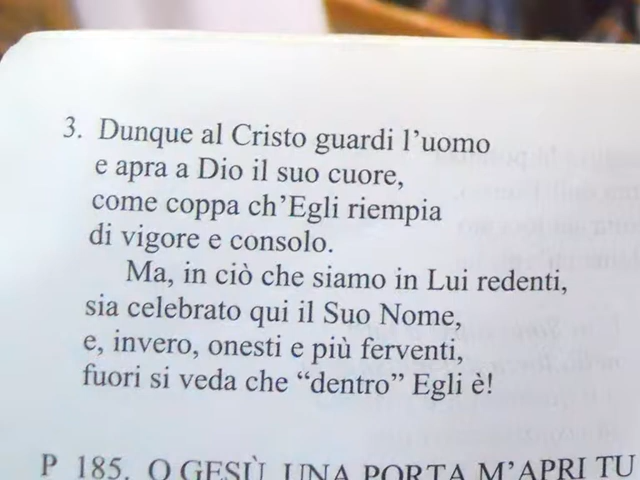 3. Dunque al Cristo guardi l'uomo
e apra a Dio il suo cuore,
come coppa ch'Egli riempia
di vigore e consolo.
Ma, in ciò che siamo in Lui redenti,
sia celebrato qui il Suo Nome,
e, invero, onesti e più ferventi,
fuori si veda che “dentro” Egli è!
P 185. O GESÙ, UNA PORTA M'APRI TU